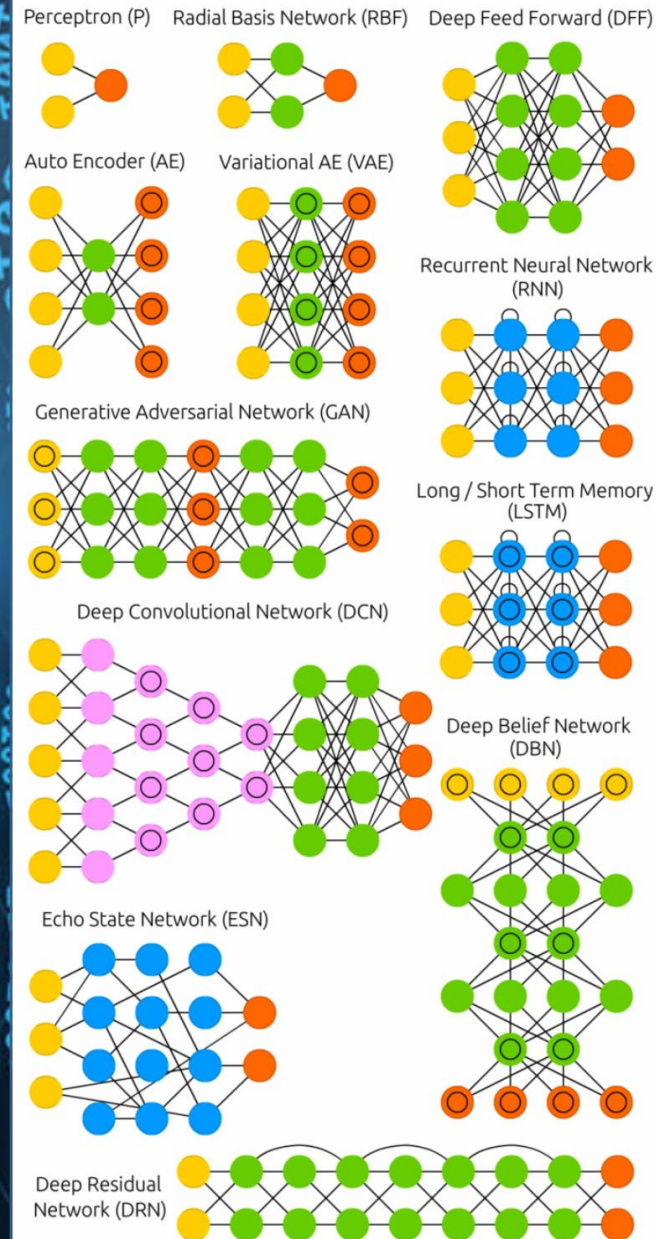 Perceptron (P)
Radial Basis Network (RBF)
Deep Feed Forward (DFF)
Auto Encoder (AE)
Variational AE (VAE)
Recurrent Neural Network
(RNN)
Generative Adversarial Network (GAN)
Long / Short Term Memory
(LSTM)
Deep Convolutional Network (DCN)
Deep Belief Network
(DBN)
Echo State Network (ESN)
Deep Residual
Network (DRN)